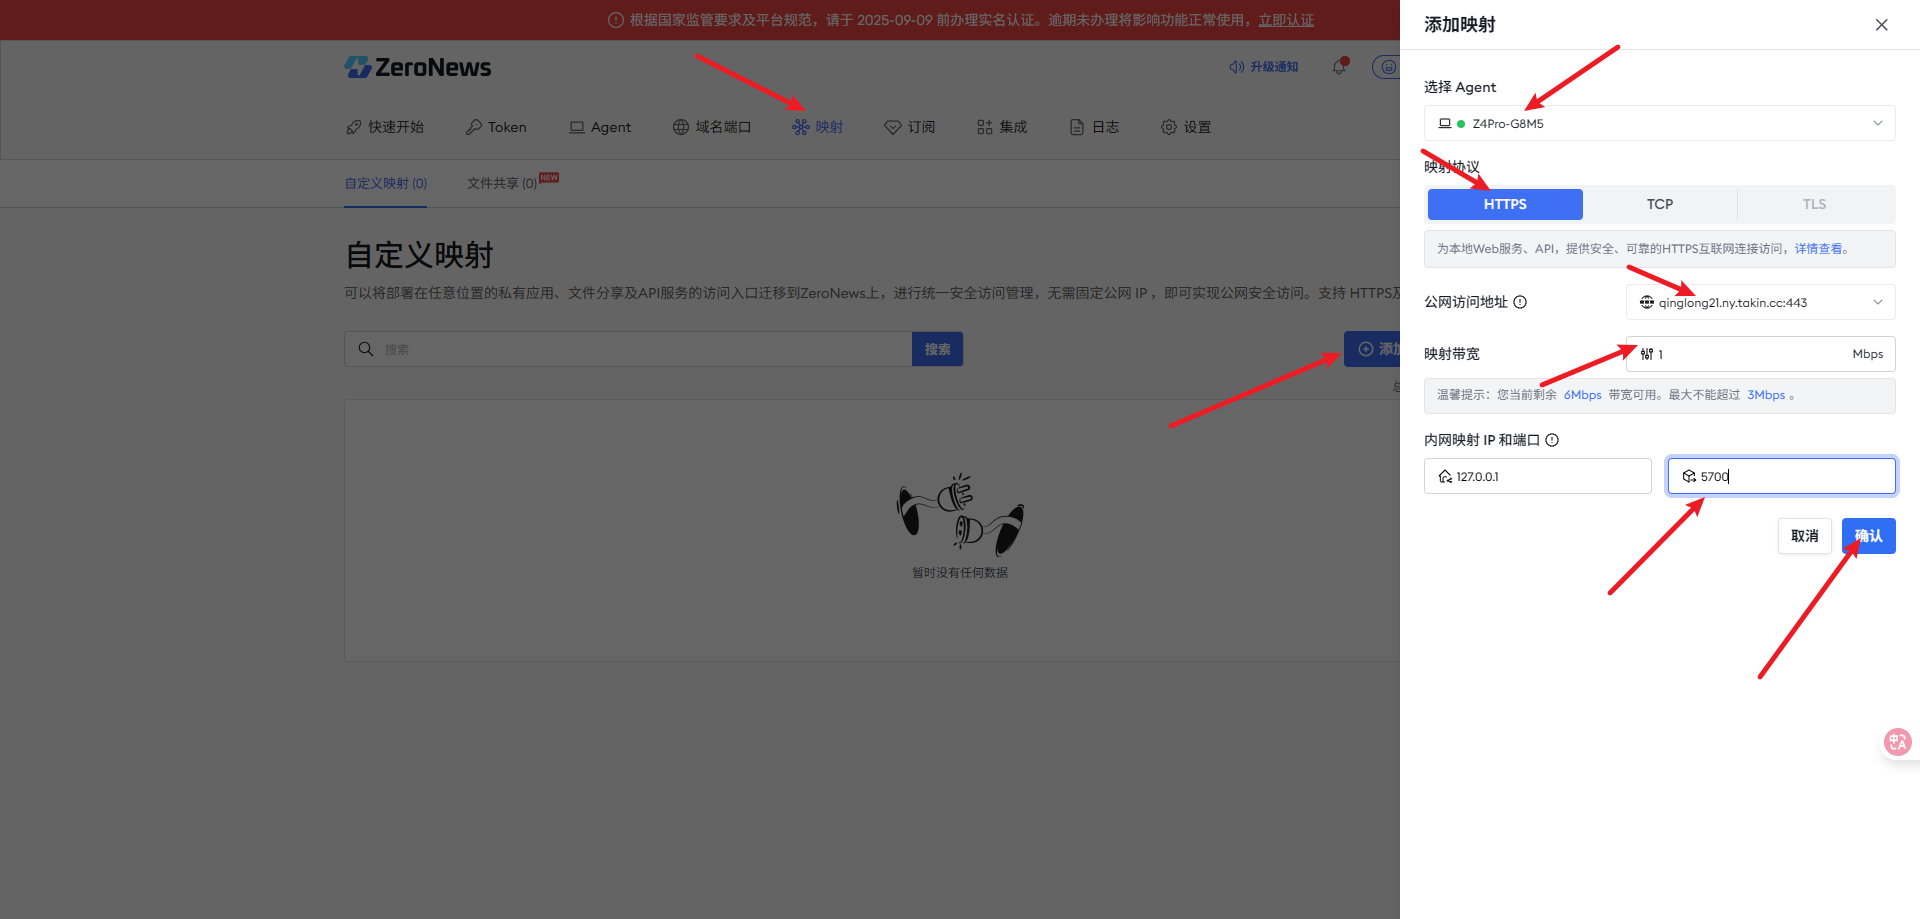 根据国家监管要求及平台规范，请于 2025-09-09 前办理实名认证。逾期未办理将影响功能正常使用，立即认证
ZeroNews
升级通知
快速开始
Token
Agent
域名端口
映射
订阅
集成
日志
设置
自定义映射 (0)
文件共享 (0)
NEW
自定义映射
可以将部署在任意位置的私有应用、文件分享及API服务的访问入口迁移到ZeroNews上，进行统一安全访问管理，无需固定公网 IP ，即可实现公网安全访问。支持 HTTPS及
搜索
搜索
添加
总
暂时没有任何数据
添加映射
选择 Agent
Z4Pro-G8M5
映射协议
HTTPS
TCP
TLS
为本地Web服务、API，提供安全、可靠的HTTPS互联网连接访问，详情查看。
公网访问地址
qinglong21.ny.takin.cc:443
映射带宽
1
Mbps
温馨提示：您当前剩余 6Mbps 带宽可用。最大不能超过 3Mbps 。
内网映射 IP 和端口
127.0.0.1
5700
取消
确认